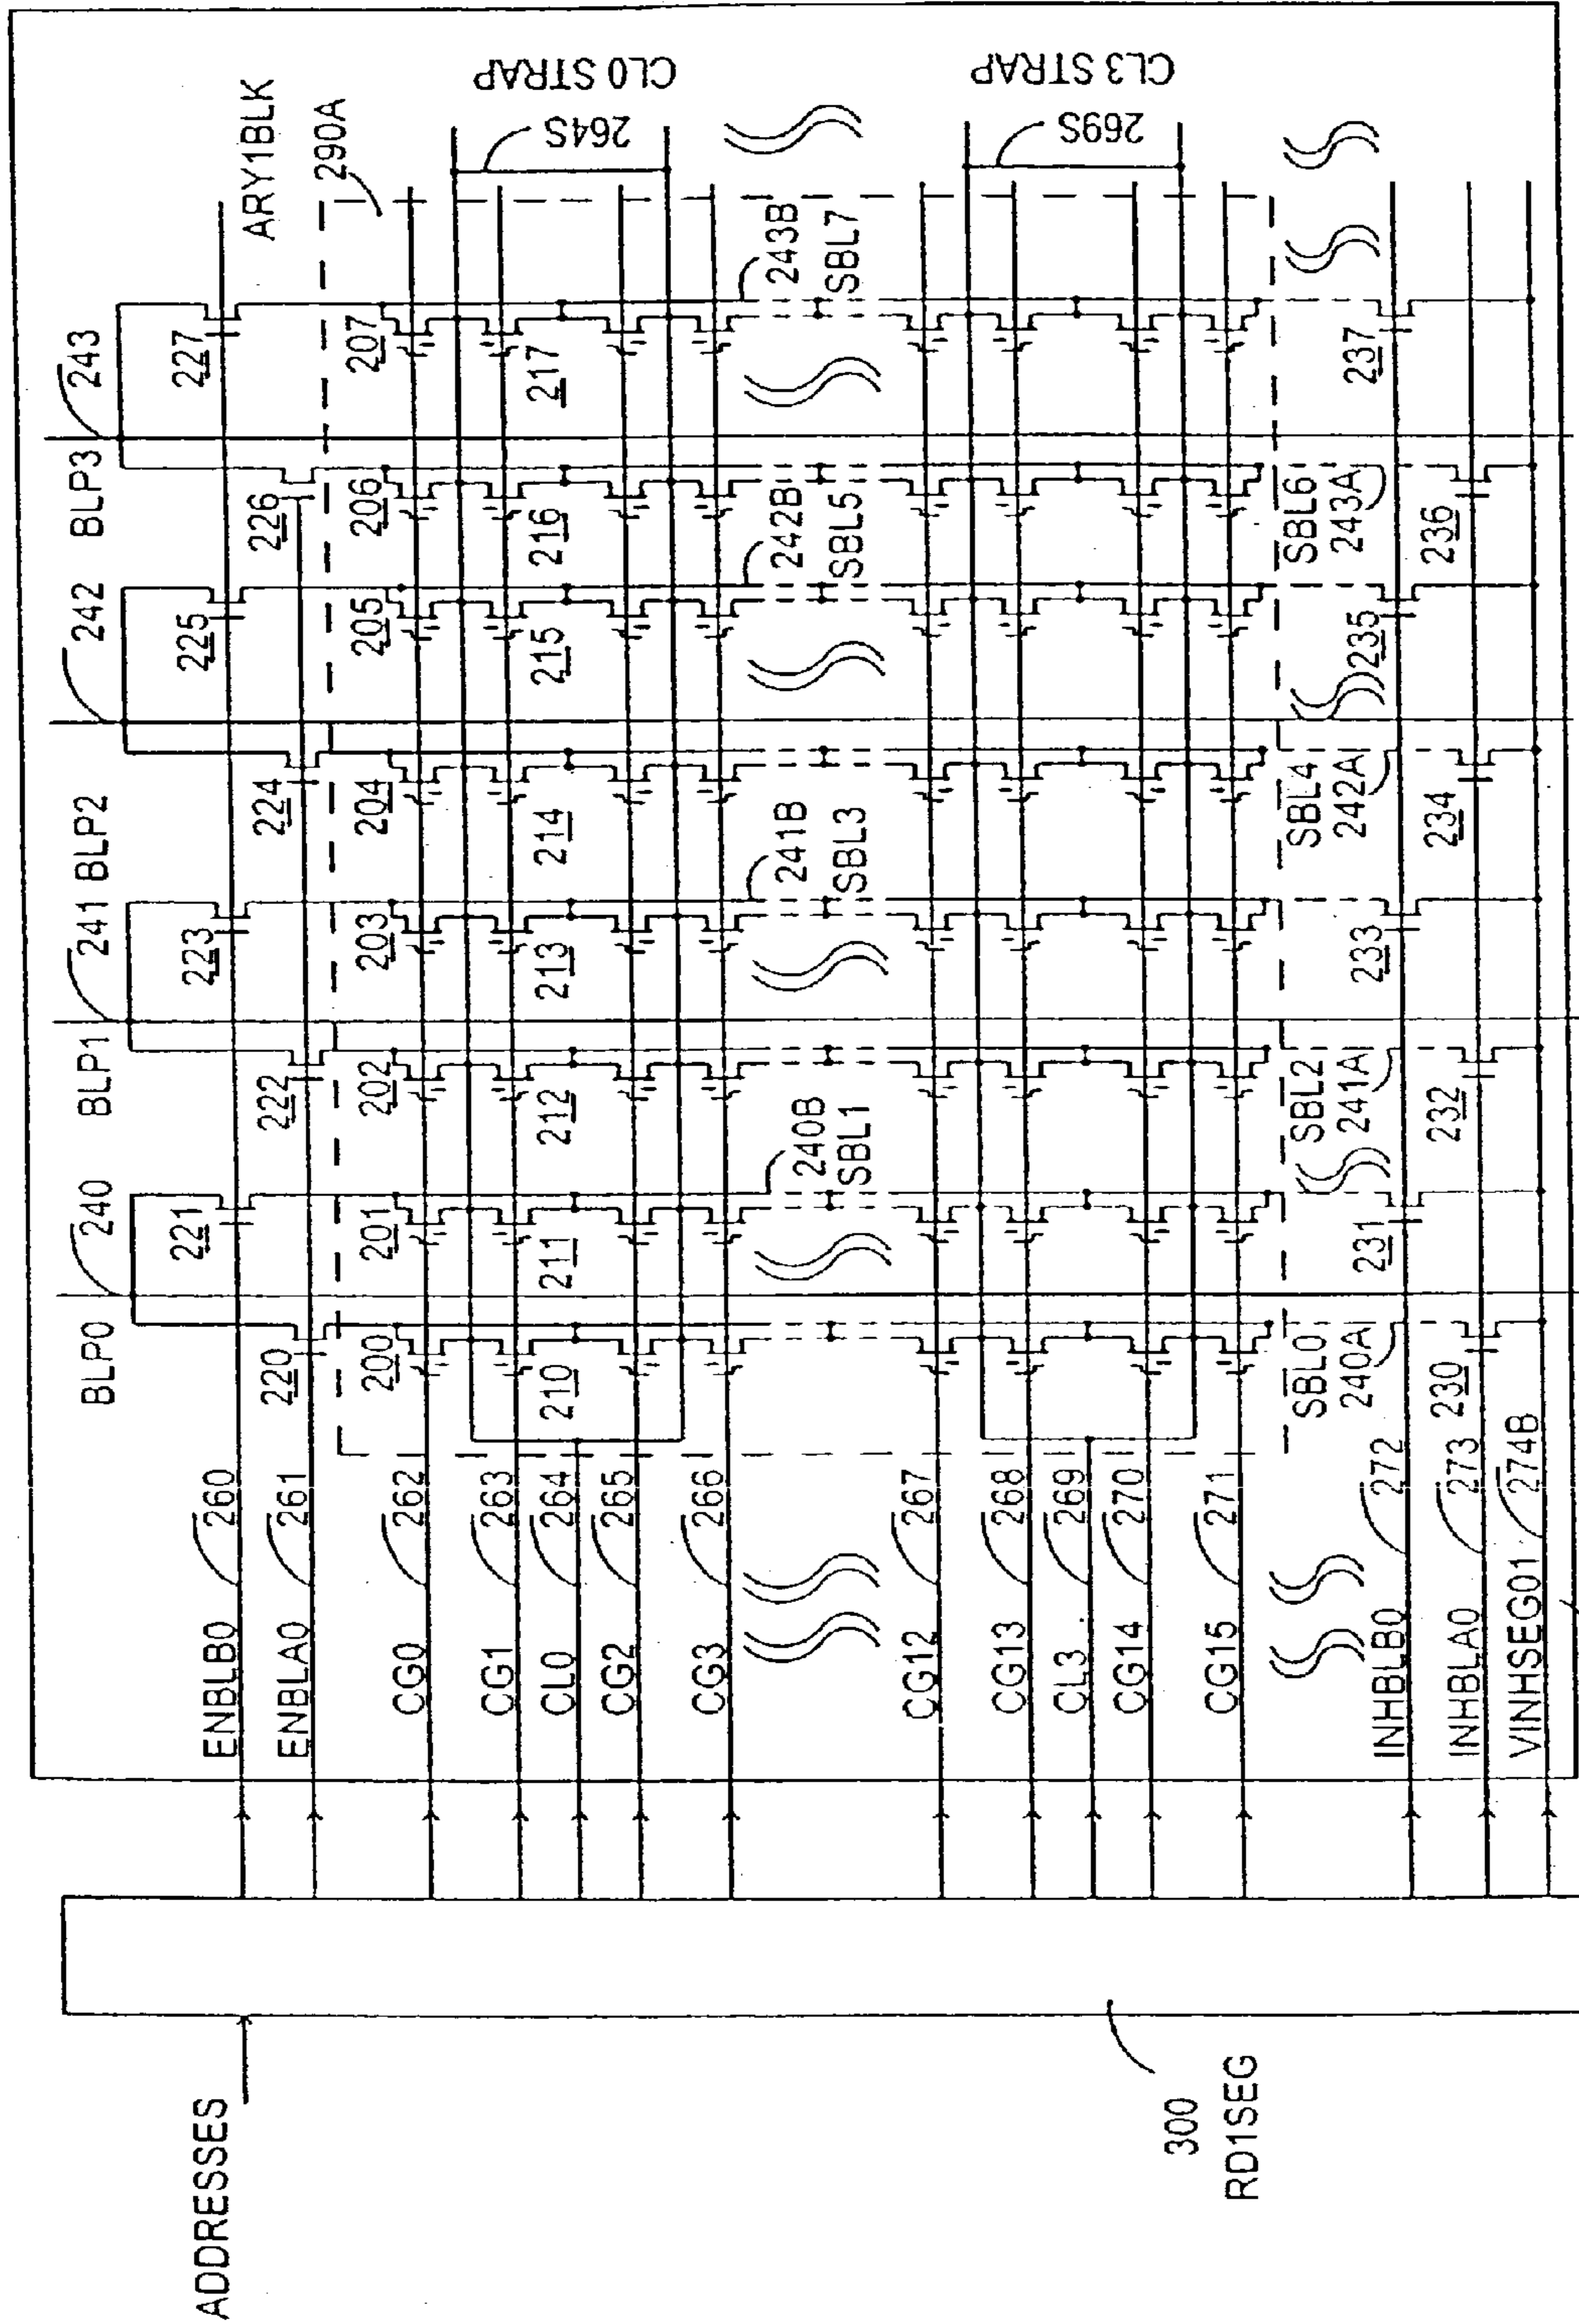 BLP0
240
BLP1
241
BLP2
242
BLP3
243
ENBLB0
260
221
223
225
227
ARY1BLK
ENBLA0
261
220
222
224
226
290A
CG0
262
200
201
202
203
204
205
206
207
CG1
263
CL0
264
210
211
212
213
214
215
216
217
264S
CL0 STRAP
CG2
265
CG3
266
240B
SBL1
241B
SBL3
242B
SBL5
243B
SBL7
CG12
267
CG13
268
CL3
269
269S
CL3 STRAP
CG14
270
CG15
271
SBL0
240A
SBL2
241A
SBL4
242A
SBL6
243A
INHBLB0
272
231
233
235
237
INHBLA0
273
230
232
234
236
VINHSEG01
274B
ADDRESSES
300
RD1SEG